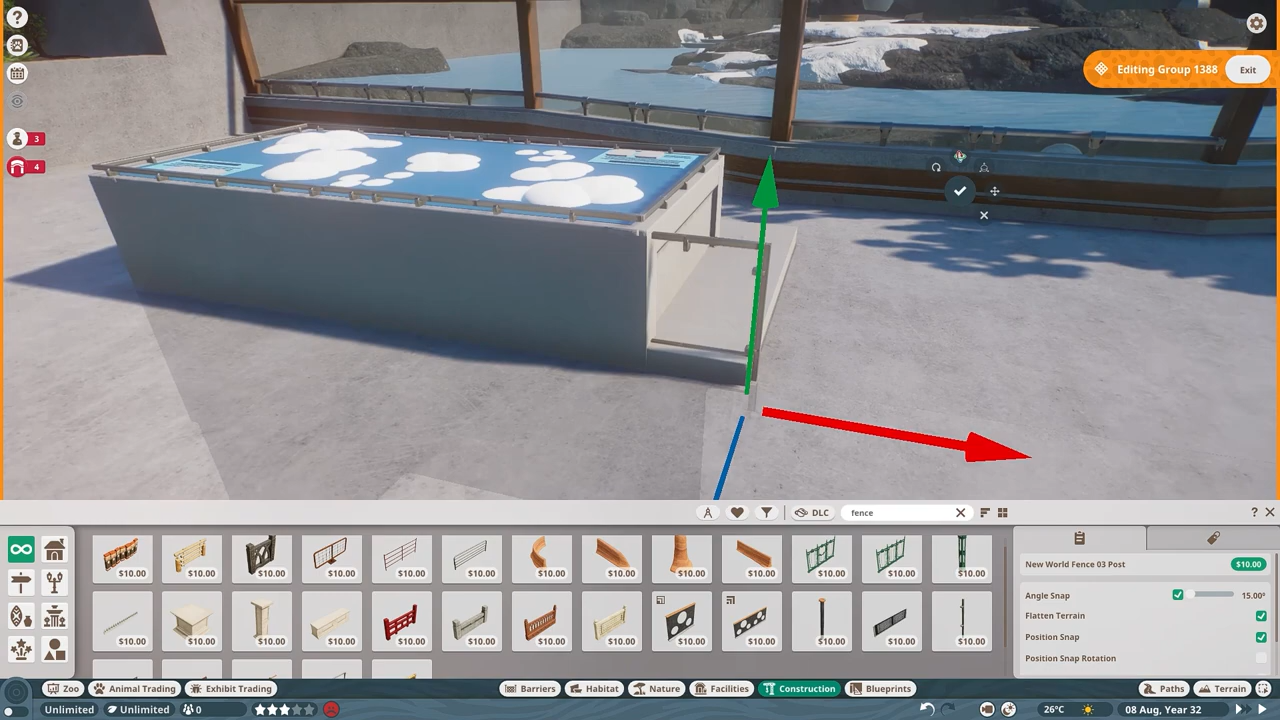 ?
Editing Group 1388
Exit
3
4
DLC
fence
?
$10.00 $10.00 $10.00 $10.00 $10.00 $10.00 $10.00 $10.00 $10.00 $10.00 $10.00 $10.00 $10.00
$10.00 $10.00 $10.00 $10.00 $10.00 $10.00 $10.00 $10.00 $10.00 $10.00 $10.00 $10.00 $10.00
New World Fence 03 Post $10.00
Angle Snap 15.00°
Flatten Terrain
Position Snap
Position Snap Rotation
Zoo Animal Trading Exhibit Trading Barriers Habitat Nature Facilities Construction Blueprints Paths Terrain
Unlimited Unlimited 0 26°C 08 Aug, Year 32